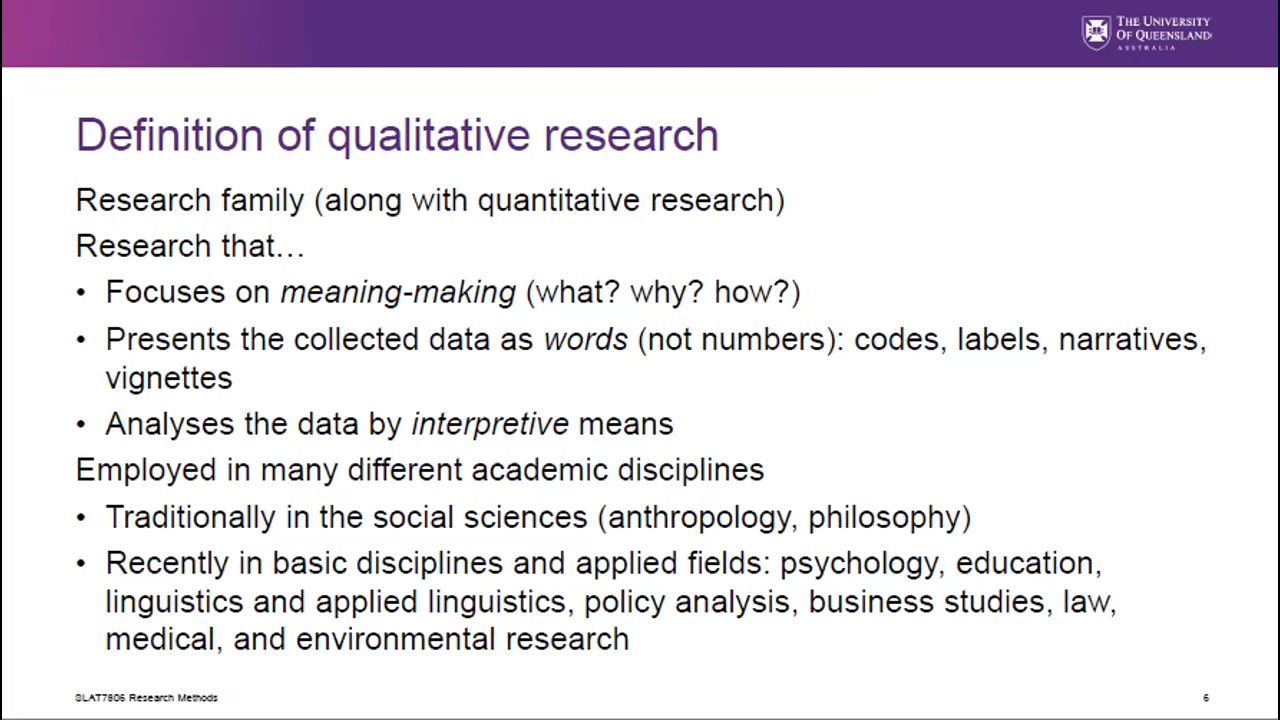 THE UNIVERSITY
OF QUEENSLAND
AUSTRALIA
Definition of qualitative research
Research family (along with quantitative research)
Research that…
• Focuses on meaning-making (what? why? how?)
• Presents the collected data as words (not numbers): codes, labels, narratives,
vignettes
• Analyses the data by interpretive means
Employed in many different academic disciplines
• Traditionally in the social sciences (anthropology, philosophy)
• Recently in basic disciplines and applied fields: psychology, education,
linguistics and applied linguistics, policy analysis, business studies, law,
medical, and environmental research
SLAT7806 Research Methods
6